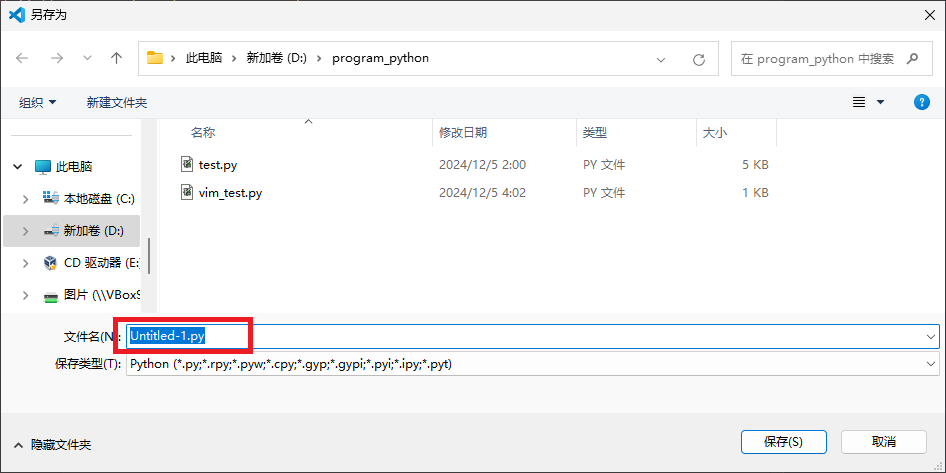 另存为
此电脑 新加卷 (D:) program_python
在 program_python 中搜索
组织 新建文件夹
名称 修改日期 类型 大小
test.py 2024/12/5 2:00 PY 文件 5 KB
vim_test.py 2024/12/5 4:02 PY 文件 1 KB
此电脑
本地磁盘 (C:)
新加卷 (D:)
CD 驱动器 (E:
图片 (\\VBoxS
文件名(N): Untitled-1.py
保存类型(T): Python (*.py;*.rpy;*.pyw;*.cpy;*.gyp;*.gypi;*.pyi;*.ipy;*.pyt)
隐藏文件夹
保存(S) 取消